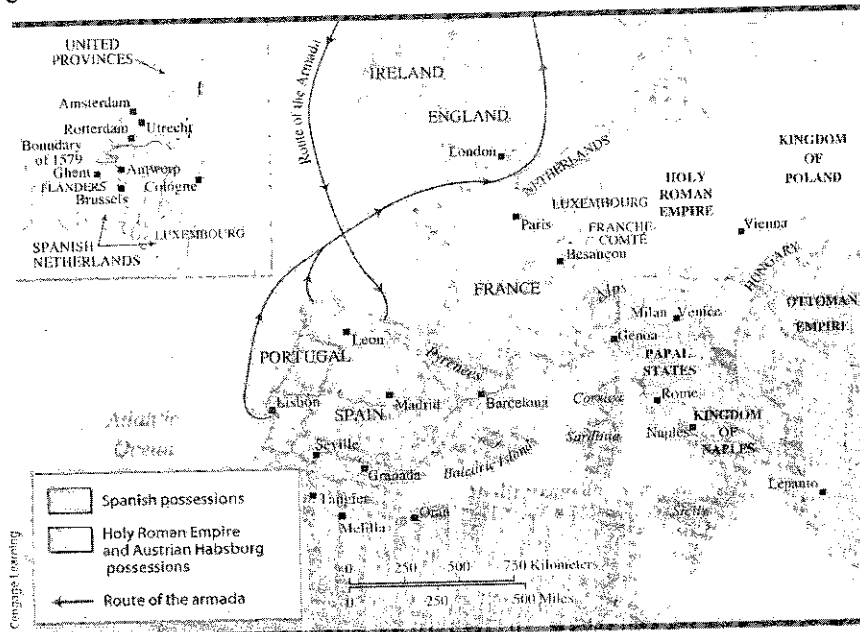 UNITED
PROVINCES
Amsterdam
Rotterdam
Utrecht
Boundary
of 1579
Ghent
Antwerp
FLANDERS
Cologne
Brussels
LUXEMBOURG
SPANISH
NETHERLANDS
Route of the Armada
IRELAND
ENGLAND
London
NETHERLANDS
KINGDOM
OF
POLAND
HOLY
ROMAN
EMPIRE
LUXEMBOURG
Paris
FRANCHE
COMTÉ
Vienna
Besançon
HUNGARY
FRANCE
Alps
OTTOMAN
EMPIRE
Milan
Venice
Genoa
PAPAL
STATES
Leon
PORTUGAL
Pyrenees
Lisbon
SPAIN
Madrid
Barcelona
Corsica
Rome
Atlantic
Ocean
Seville
Granada
Balearic Islands
Sardinia
Naples
KINGDOM
OF
NAPLES
Tangier
Melilla
Oran
Sicily
Lepanto
Spanish possessions
Holy Roman Empire
and Austrian Habsburg
possessions
Route of the armada
0 250 500 750 Kilometers
0 250 500 Miles
Cengage Learning